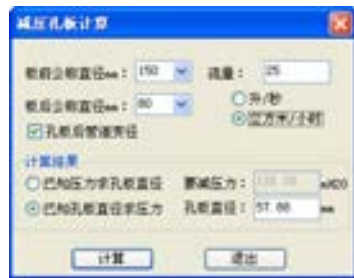 减压孔板计算
板前公称直径mm： 150 流量： 25
板后公称直径mm： 80 升/秒
立方米/小时
孔板后管道变径
计算结果
已知压力求孔板直径 要减压力： mH2O
已知孔板直径求压力 孔板直径： 57.00 mm
计算 退出